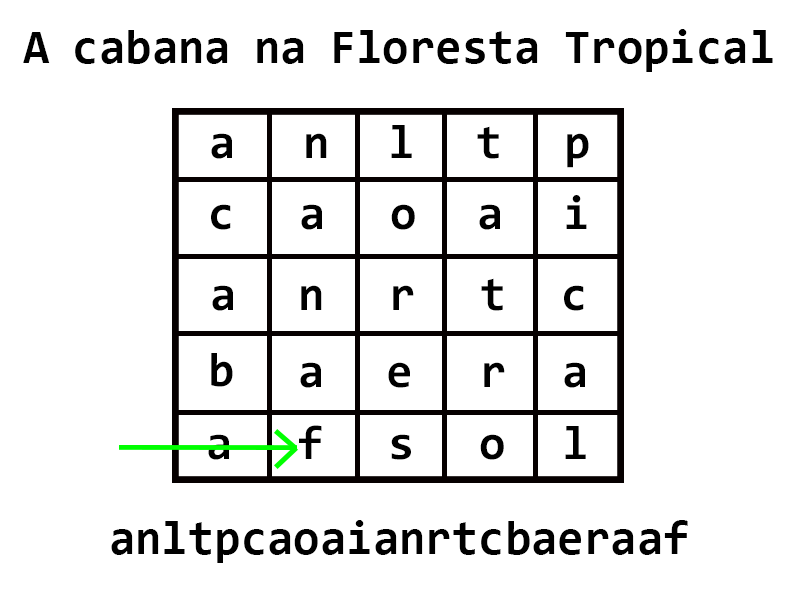 A cabana na Floresta Tropical
a n l t p
c a o a i
a n r t c
b a e r a
a f s o l
anltpcaoaianrtcbaeraaf